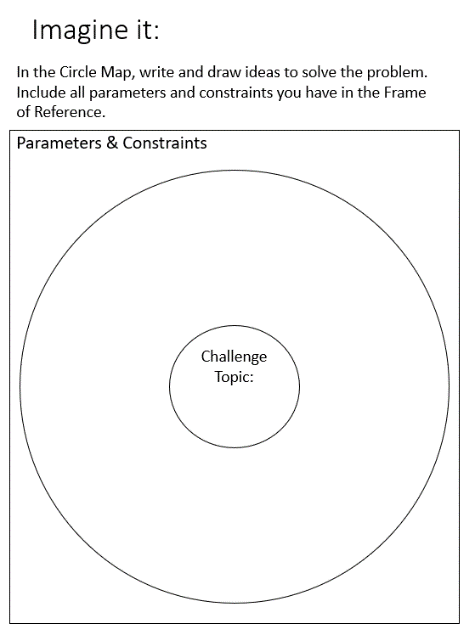 Imagine it:
In the Circle Map, write and draw ideas to solve the problem.
Include all parameters and constraints you have in the Frame
of Reference.
Parameters & Constraints
Challenge
Topic: